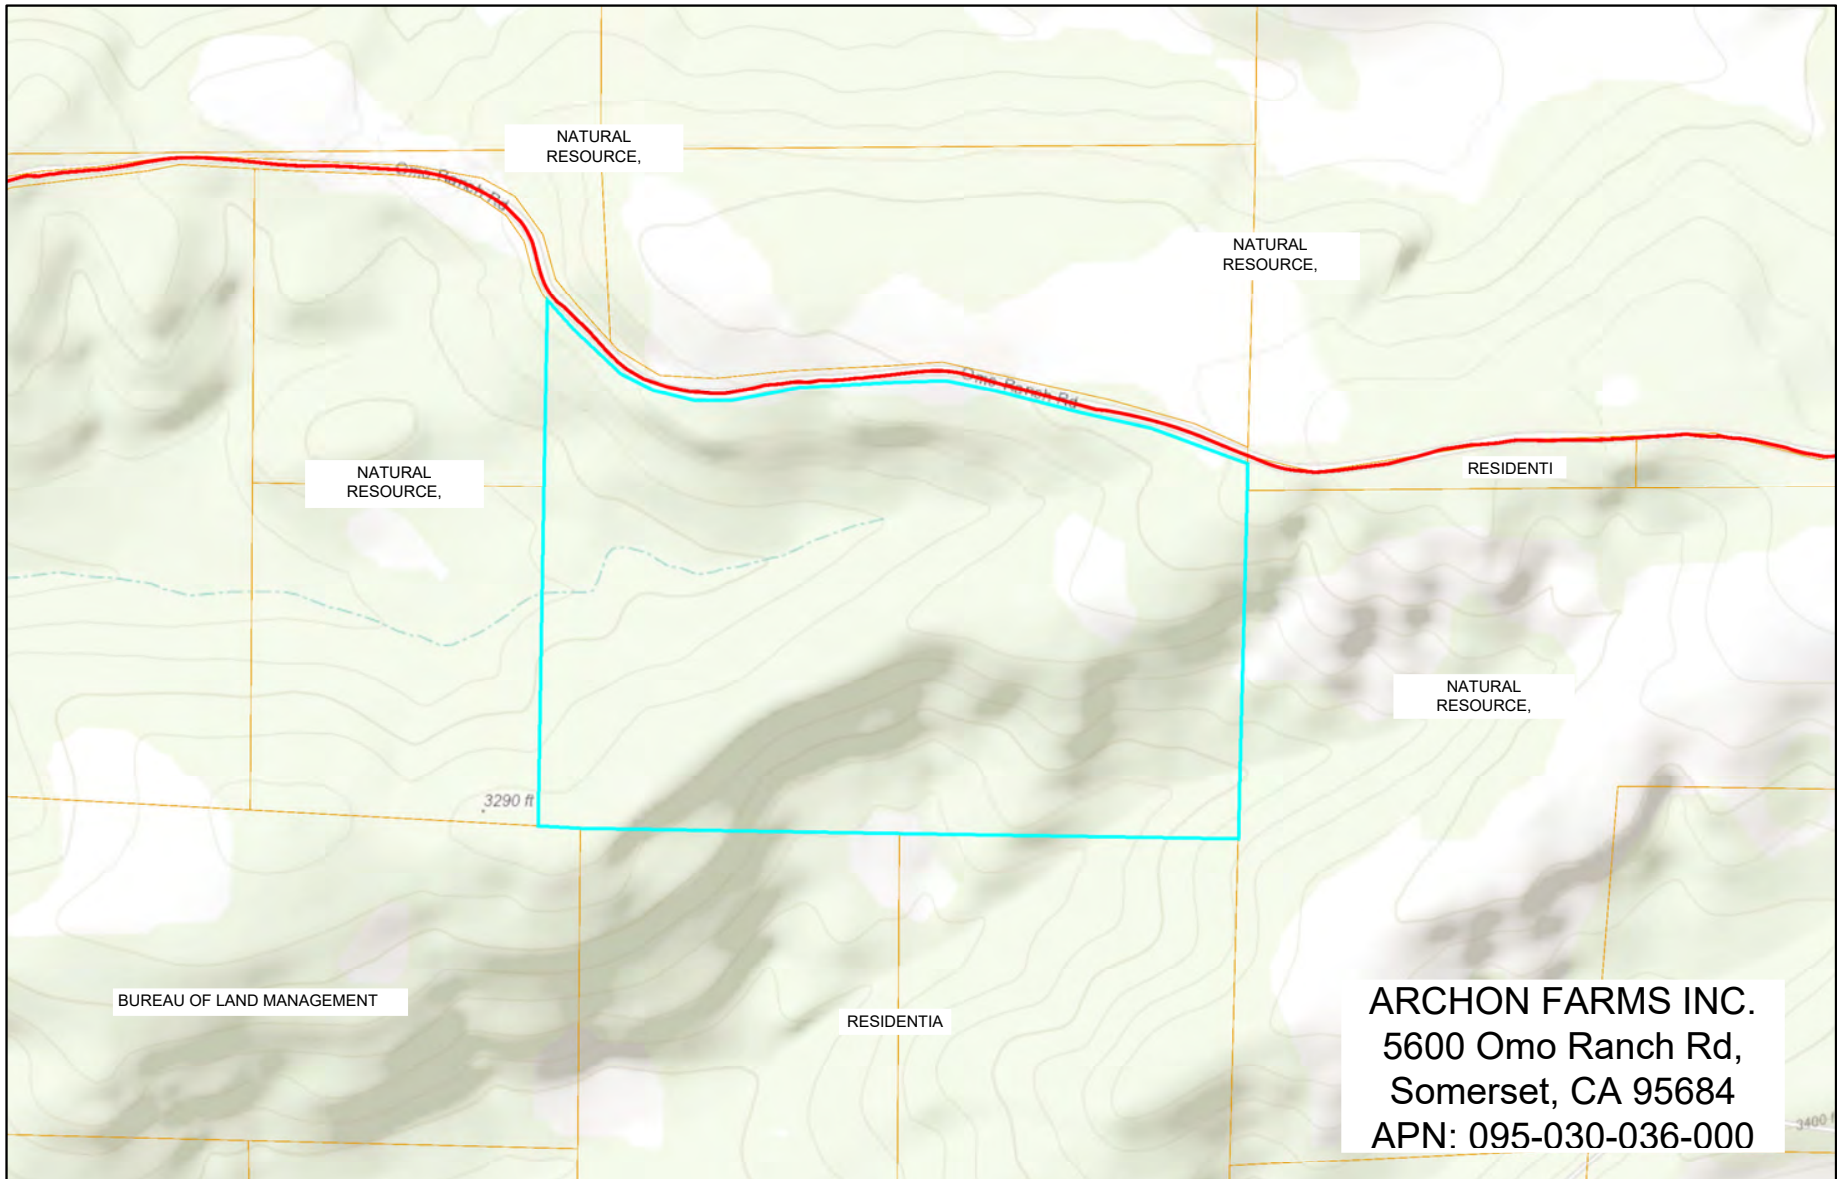 NATURAL
RESOURCE,
Omo Ranch Rd
NATURAL
RESOURCE,
Omo Ranch Rd
NATURAL
RESOURCE,
RESIDENTI
NATURAL
RESOURCE,
3290 ft
BUREAU OF LAND MANAGEMENT
RESIDENTIA
ARCHON FARMS INC.
5600 Omo Ranch Rd,
Somerset, CA 95684
APN: 095-030-036-000
3400 f